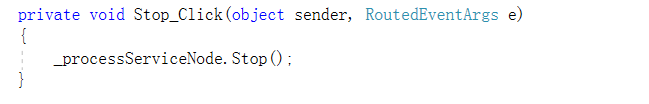 private void Stop_Click(object sender, RoutedEventArgs e)
{
    _processServiceNode.Stop();
}